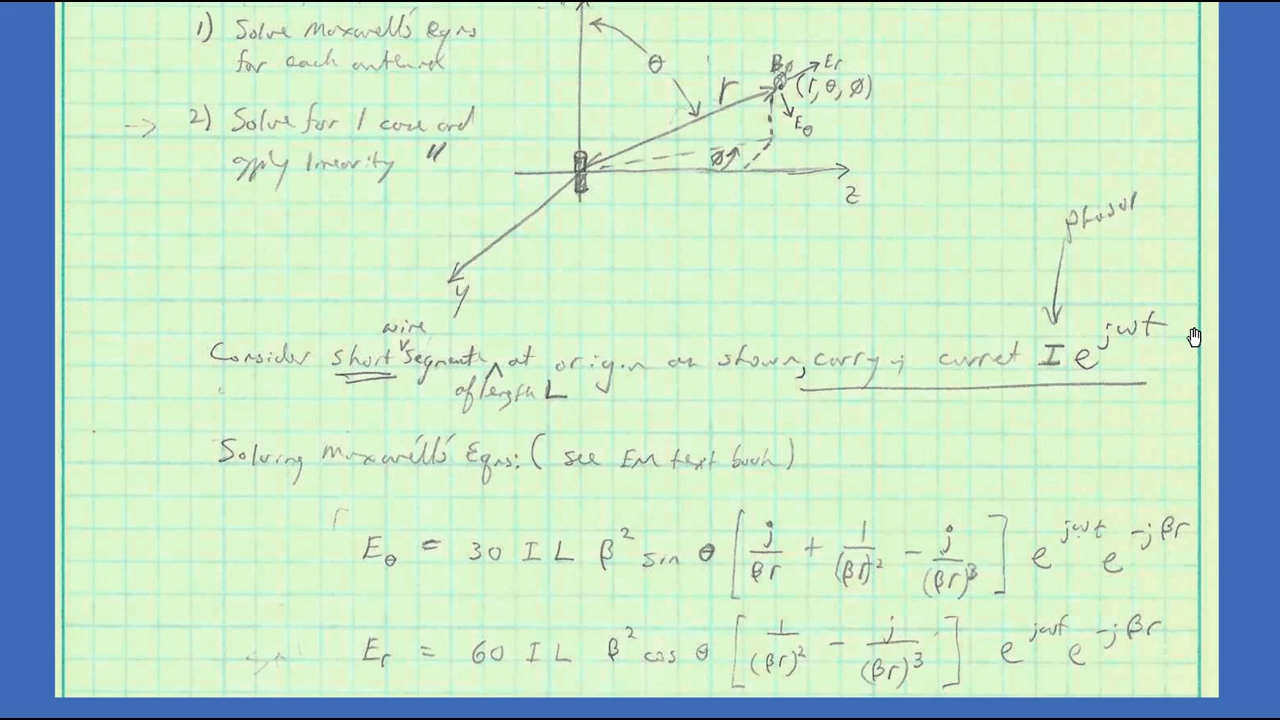 1) Solve Maxwell's Eqns
for each antenna
-> 2) Solve for 1 case and
apply linearity "
θ
r
Bφ
Er
(r, θ, φ)
Eθ
φ
z
y
phasor
wire
Consider short segment at origin as shown, carry curret I e^{jωt}
of length L
Solving Maxwell's Eqns: ( see EM text book )
Eθ = 30 I L β² sin θ [ j/βr + 1/(βr)² - j/(βr)³ ] e^{jωt} e^{-jβr}
Er = 60 I L β² cos θ [ 1/(βr)² - j/(βr)³ ] e^{jωt} e^{-jβr}